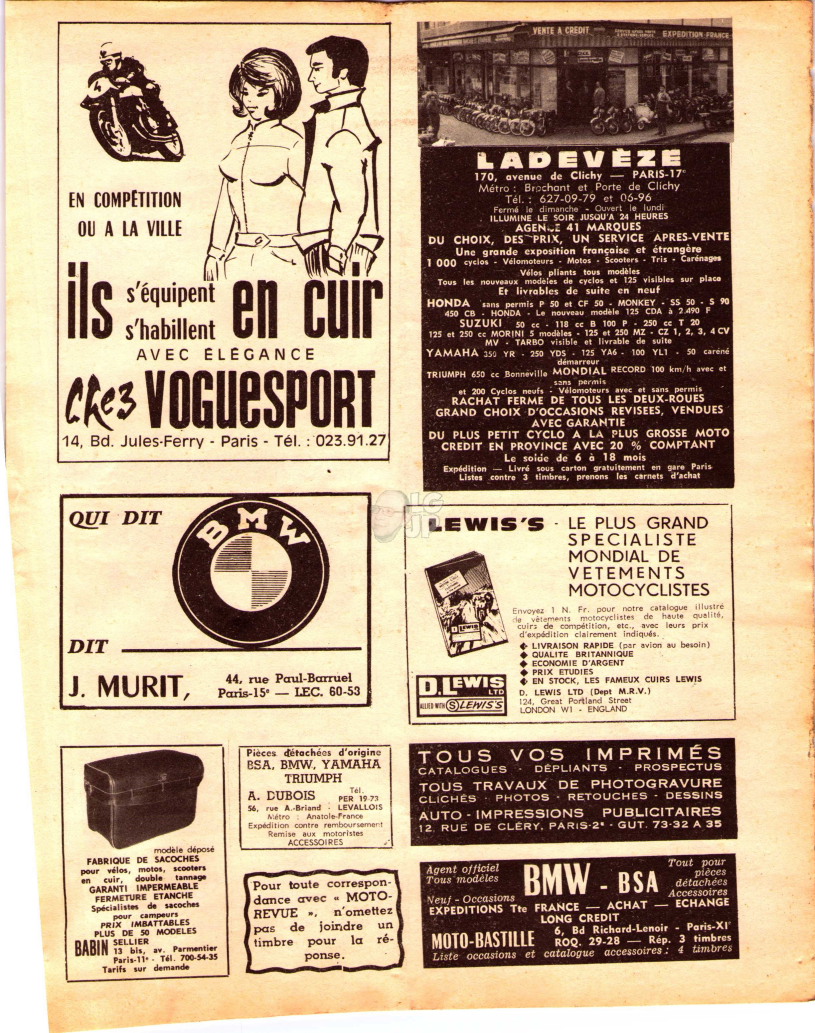 4
EN COMPÉTITION
OU A LA VILLE
ils s'équipent
s'habillent en cuir
AVEC ÉLÉGANCE
chez VOGUESPORT
14, Bd. Jules-Ferry - Paris - Tél. : 023.91.27
VENTE A CREDIT
EXPEDITION-FRANCE
LADEVÈZE
170, avenue de Clichy — PARIS-17e
Métro : Brochant et Porte de Clichy
Tél. : 627-09-79 et 06-96
Fermé le dimanche - Ouvert le lundi
ILLUMINE LE SOIR JUSQU'A 24 HEURES
AGENCE 41 MARQUES
DU CHOIX, DES PRIX, UN SERVICE APRES-VENTE
Une grande exposition française et étrangère
1 000 cyclos - Vélomoteurs - Motos - Scooters - Tris - Carénages
Vélos pliants tous modèles
Tous les nouveaux modèles de cyclos et 125 visibles sur place
Et livrables de suite en neuf
HONDA sans permis P 50 et CF 50 - MONKEY - SS 50 - S 90
450 CB - HONDA - Le nouveau modèle 125 CDA à 2.490 F
SUZUKI 50 cc - 118 cc B 100 P - 250 cc T 20
125 et 250 cc MORINI 5 modèles - 125 et 250 MZ - CZ 1, 2, 3, 4 CV
MV - TARBO visible et livrable de suite
YAMAHA 350 YR - 250 YDS - 125 YA6 - 100 YL1 - 50 caréné
démarreur
TRIUMPH 650 cc Bonneville MONDIAL RECORD 100 km/h avec et
sans permis
et 200 Cyclos neufs - Vélomoteurs avec et sans permis
RACHAT FERME DE TOUS LES DEUX-ROUES
GRAND CHOIX D'OCCASIONS REVISEES, VENDUES
AVEC GARANTIE
DU PLUS PETIT CYCLO A LA PLUS GROSSE MOTO
CREDIT EN PROVINCE AVEC 20 % COMPTANT
Le solde de 6 à 18 mois
Expédition — Livré sous carton gratuitement en gare Paris
Listes contre 3 timbres, prenons les carnets d'achat
QUI DIT
BMW
DIT
J. MURIT,
44, rue Paul-Barruel
Paris-15e — LEC. 60-53
LEWIS'S - LE PLUS GRAND
SPECIALISTE
MONDIAL DE
VETEMENTS
MOTOCYCLISTES
Envoyez 1 N. Fr. pour notre catalogue illustré
de vêtements motocyclistes de haute qualité,
cuirs de compétition, etc., avec leurs prix
d'expédition clairement indiqués.
LIVRAISON RAPIDE (par avion au besoin)
QUALITE BRITANNIQUE
ECONOMIE D'ARGENT
PRIX ETUDIES
EN STOCK, LES FAMEUX CUIRS LEWIS
D. LEWIS LTD
ALLIED WITH S LEWIS'S
D. LEWIS LTD (Dept M.R.V.)
124, Great Portland Street
LONDON W1 - ENGLAND
modèle déposé
FABRIQUE DE SACOCHES
pour vélos, motos, scooters
en cuir, double tannage
GARANTI IMPERMEABLE
FERMETURE ETANCHE
Spécialistes de sacoches
pour campeurs
PRIX IMBATTABLES
PLUS DE 50 MODELES
BABIN SELLIER
13 bis, av. Parmentier
Paris-11e - Tél. 700-54-35
Tarifs sur demande
Pièces détachées d'origine
BSA, BMW, YAMAHA
TRIUMPH
A. DUBOIS Tél. PER 19-73
56, rue A.-Briand - LEVALLOIS
Métro : Anatole-France
Expédition contre remboursement
Remise aux motoristes
ACCESSOIRES
Pour toute correspon-
dance avec « MOTO-
REVUE », n'omettez
pas de joindre un
timbre pour la ré-
ponse.
TOUS VOS IMPRIMÉS
CATALOGUES - DÉPLIANTS - PROSPECTUS
TOUS TRAVAUX DE PHOTOGRAVURE
CLICHÉS - PHOTOS - RETOUCHES - DESSINS
AUTO - IMPRESSIONS PUBLICITAIRES
12, RUE DE CLÉRY, PARIS-2e - GUT. 73-32 A 35
Agent officiel
Tous modèles
BMW - BSA
Tout pour
pièces
détachées
Accessoires
Neuf - Occasions
EXPEDITIONS Tte FRANCE — ACHAT — ECHANGE
LONG CREDIT
MOTO-BASTILLE
6, Bd Richard-Lenoir - Paris-XIe
ROQ. 29-28 — Rép. 3 timbres
Liste occasions et catalogue accessoires : 4 timbres